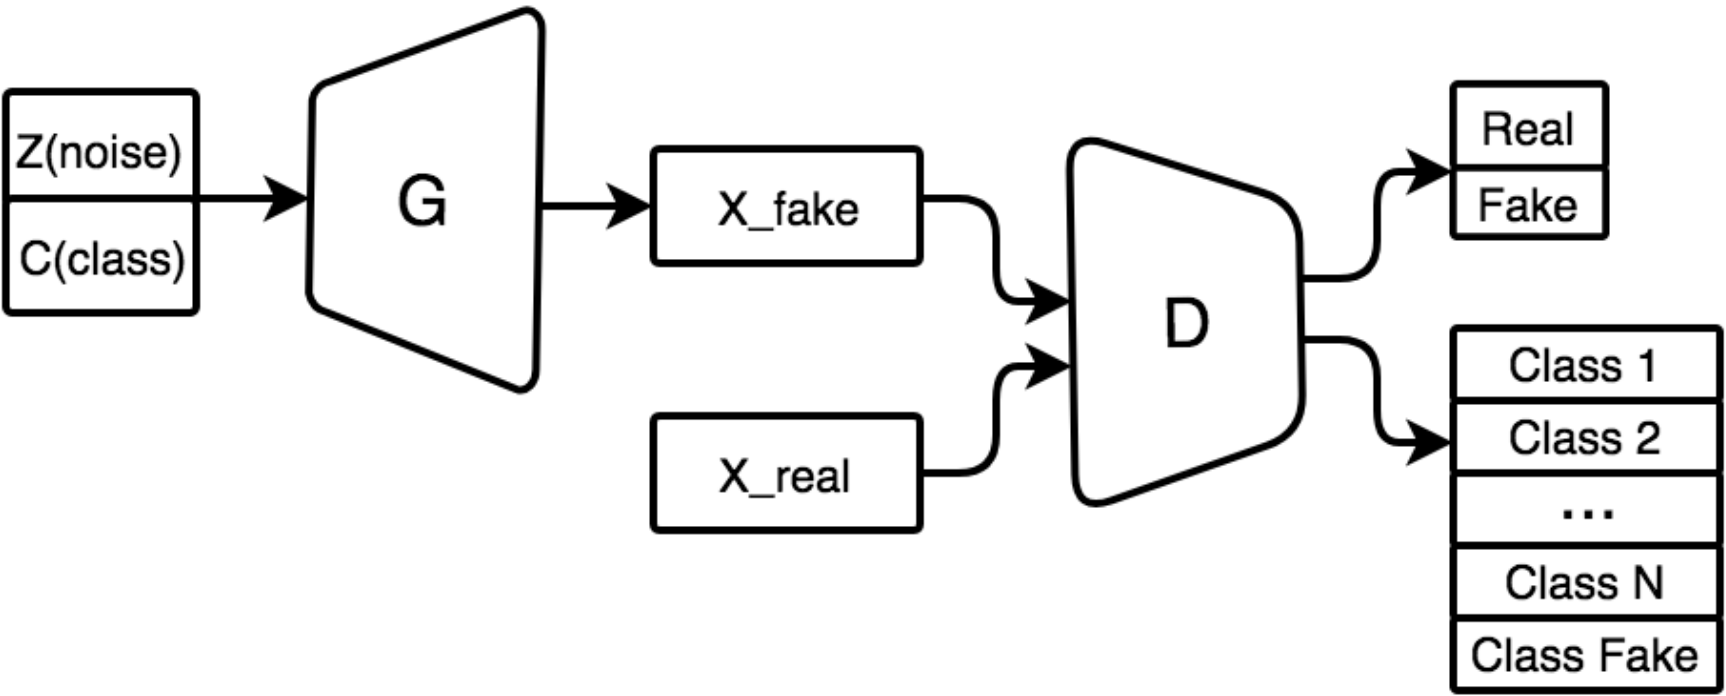 Z(noise)
C(class)
G
X_fake
X_real
D
Real
Fake
Class 1
Class 2
...
Class N
Class Fake